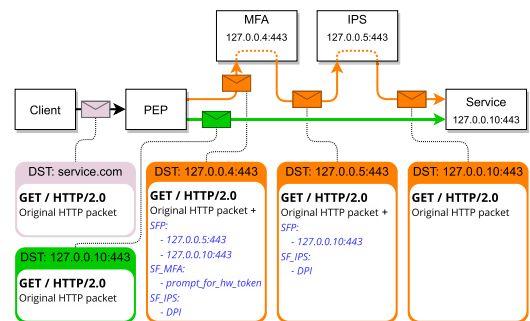 MFA
127.0.0.4:443
IPS
127.0.0.5:443
Client
PEP
Service
127.0.0.10:443
DST: service.com
GET / HTTP/2.0
Original HTTP packet
DST: 127.0.0.10:443
GET / HTTP/2.0
Original HTTP packet
DST: 127.0.0.4:443
GET / HTTP/2.0
Original HTTP packet +
SFP:
- 127.0.0.5:443
- 127.0.0.10:443
SF_MFA:
- prompt_for_hw_token
SF_IPS:
- DPI
DST: 127.0.0.5:443
GET / HTTP/2.0
Original HTTP packet +
SFP:
- 127.0.0.10:443
SF_IPS:
- DPI
DST: 127.0.0.10:443
GET / HTTP/2.0
Original HTTP packet